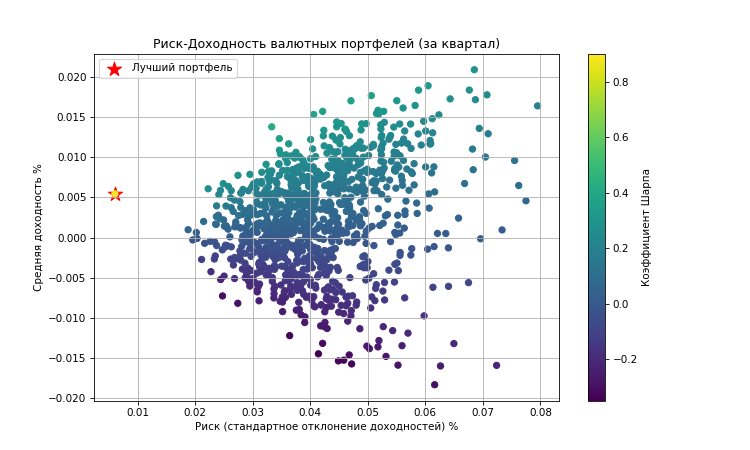 Риск-Доходность валютных портфелей (за квартал)
Лучший портфель
0.020
0.015
0.010
0.005
0.000
−0.005
−0.010
−0.015
−0.020
Средняя доходность %
0.01 0.02 0.03 0.04 0.05 0.06 0.07 0.08
Риск (стандартное отклонение доходностей) %
0.8
0.6
0.4
0.2
0.0
−0.2
Коэффициент Шарпа